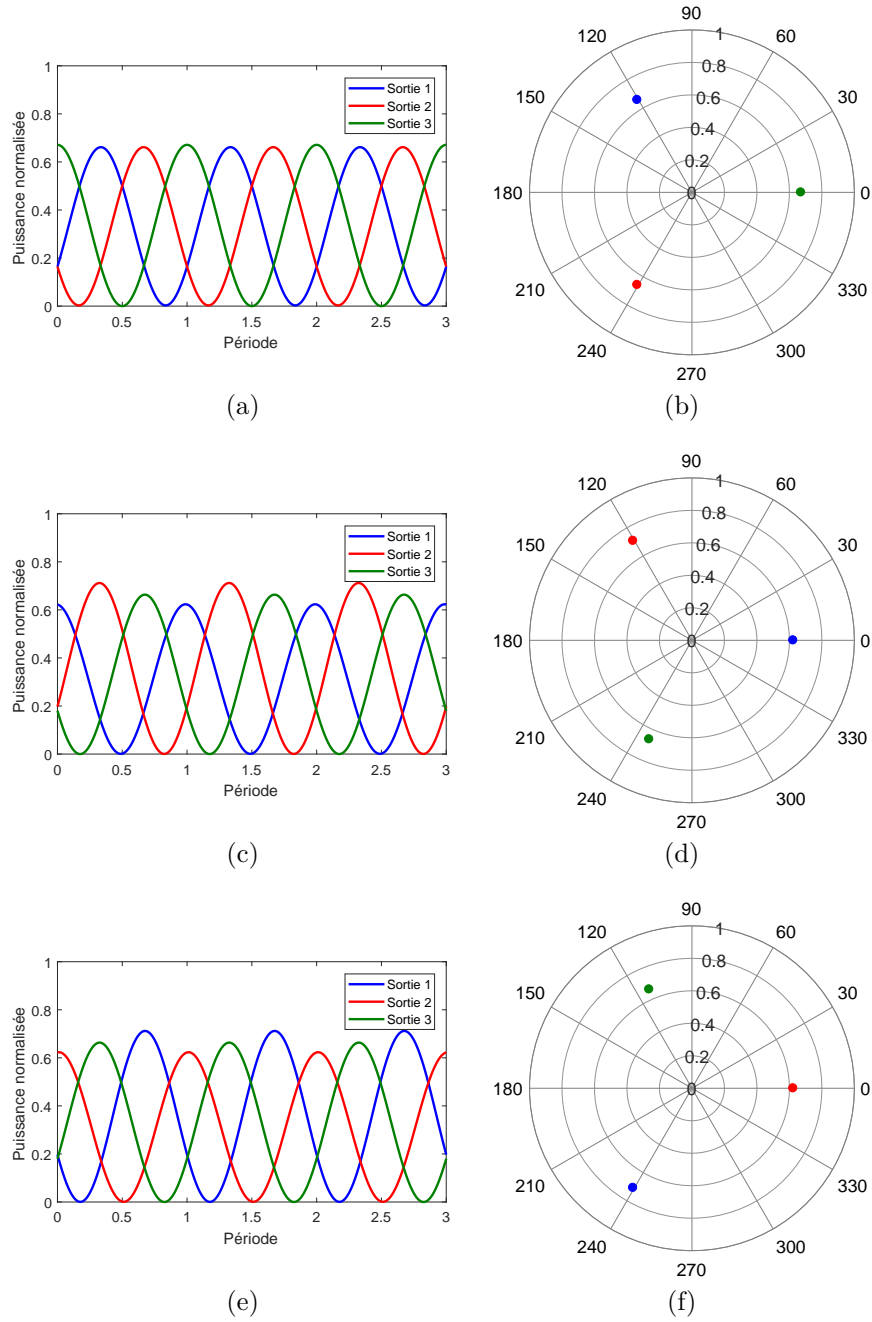 1
0.8
0.6
0.4
0.2
0
0 0.5 1 1.5 2 2.5 3
Puissance normalisée
Période
Sortie 1
Sortie 2
Sortie 3
(a)
90
120 60
150 30
180 0
210 330
240 300
270
1
0.8
0.6
0.4
0.2
0
(b)
1
0.8
0.6
0.4
0.2
0
0 0.5 1 1.5 2 2.5 3
Puissance normalisée
Période
Sortie 1
Sortie 2
Sortie 3
(c)
90
120 60
150 30
180 0
210 330
240 300
270
1
0.8
0.6
0.4
0.2
0
(d)
1
0.8
0.6
0.4
0.2
0
0 0.5 1 1.5 2 2.5 3
Puissance normalisée
Période
Sortie 1
Sortie 2
Sortie 3
(e)
90
120 60
150 30
180 0
210 330
240 300
270
1
0.8
0.6
0.4
0.2
0
(f)